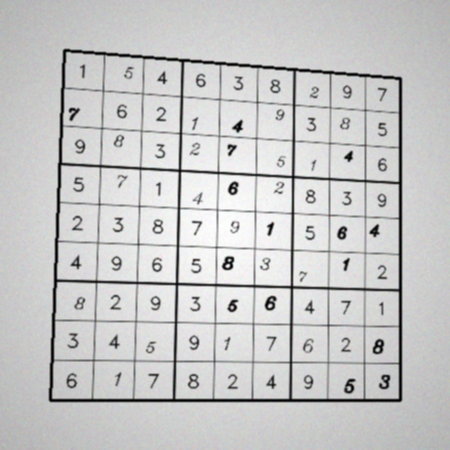 1 5 4 6 3 8 2 9 7
7 6 2 1 4 9 3 8 5
9 8 3 2 7 5 1 4 6
5 7 1 4 6 2 8 3 9
2 3 8 7 9 1 5 6 4
4 9 6 5 8 3 7 1 2
8 2 9 3 5 6 4 7 1
3 4 5 9 1 7 6 2 8
6 1 7 8 2 4 9 5 3